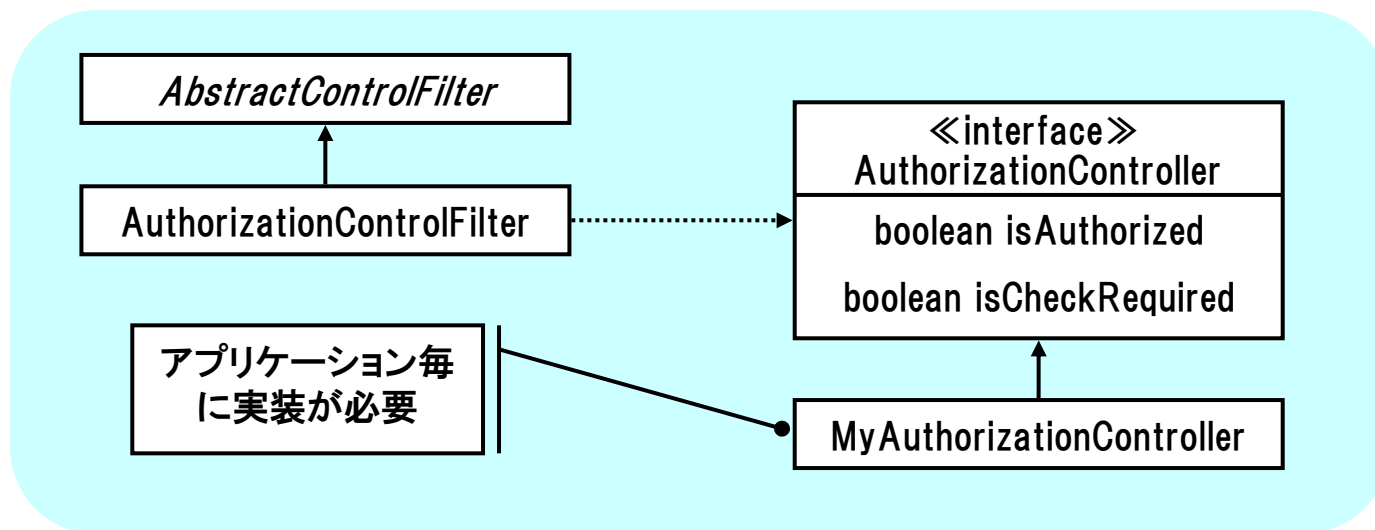 AbstractControlFilter
AuthorizationControlFilter
≪interface≫
AuthorizationController
boolean isAuthorized
boolean isCheckRequired
アプリケーション毎
に実装が必要
MyAuthorizationController